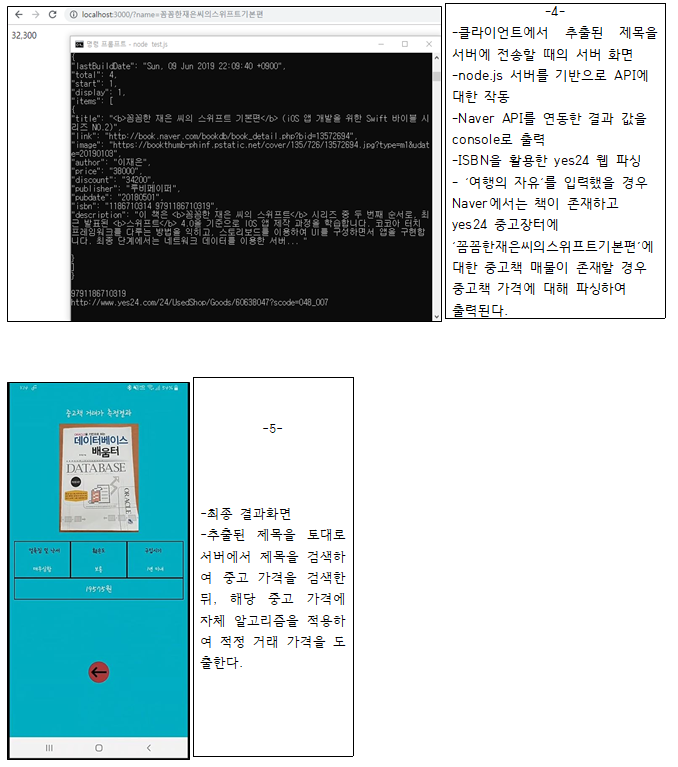 localhost:3000/?name=꼼꼼한재은씨의스위프트기본편
32,300
명령 프롬프트 - node test.js
{
"lastBuildDate": "Sun, 09 Jun 2019 22:09:40 +0900",
"total": 4,
"start": 1,
"display": 1,
"items": [
{
"title": "<b>꼼꼼한 재은 씨의 스위프트 기본편</b> (iOS 앱 개발을 위한 Swift 바이블 시
리즈 NO.2)",
"link": "http://book.naver.com/bookdb/book_detail.php?bid=13572694",
"image": "https://bookthumb-phinf.pstatic.net/cover/135/726/13572694.jpg?type=m1&udat
e=20190103",
"author": "이재은",
"price": "38000",
"discount": "34200",
"publisher": "루비페이퍼",
"pubdate": "20180501",
"isbn": "1186710314 9791186710319",
"description": "이 책은 <b>꼼꼼한 재은 씨의 스위프트</b> 시리즈 중 두 번째 순서로, 최
근 발표된 <b>스위프트</b> 4.0을 기준으로 iOS 앱 제작 과정을 학습합니다. 코코아 터치
프레임워크를 다루는 방법을 익히고, 스토리보드를 이용하여 UI를 구성하면서 앱을 구현합니
다. 최종 단계에서는 네트워크 데이터를 이용한 서버... "
}
]
}
9791186710319
http://www.yes24.com/24/UsedShop/Goods/60638047?scode=048_007
-4-
-클라이언트에서 추출된 제목을
서버에 전송할 때의 서버 화면
-node.js 서버를 기반으로 API에
대한 작동
-Naver API를 연동한 결과 값을
console로 출력
-ISBN을 활용한 yes24 웹 파싱
- ´여행의 자유´를 입력했을 경우
Naver에서는 책이 존재하고
yes24 중고장터에
´꼼꼼한재은씨의스위프트기본편´에
대한 중고책 매물이 존재할 경우
중고책 가격에 대해 파싱하여
출력된다.
중고책 거래가 측정결과
데이터베이스
배움터
DATABASE
ORACLE
보통
1년 이내
19575원
-5-
-최종 결과화면
-추출된 제목을 토대로
서버에서 제목을 검색하
여 중고 가격을 검색한
뒤, 해당 중고 가격에
자체 알고리즘을 적용하
여 적정 거래 가격을 도
출한다.